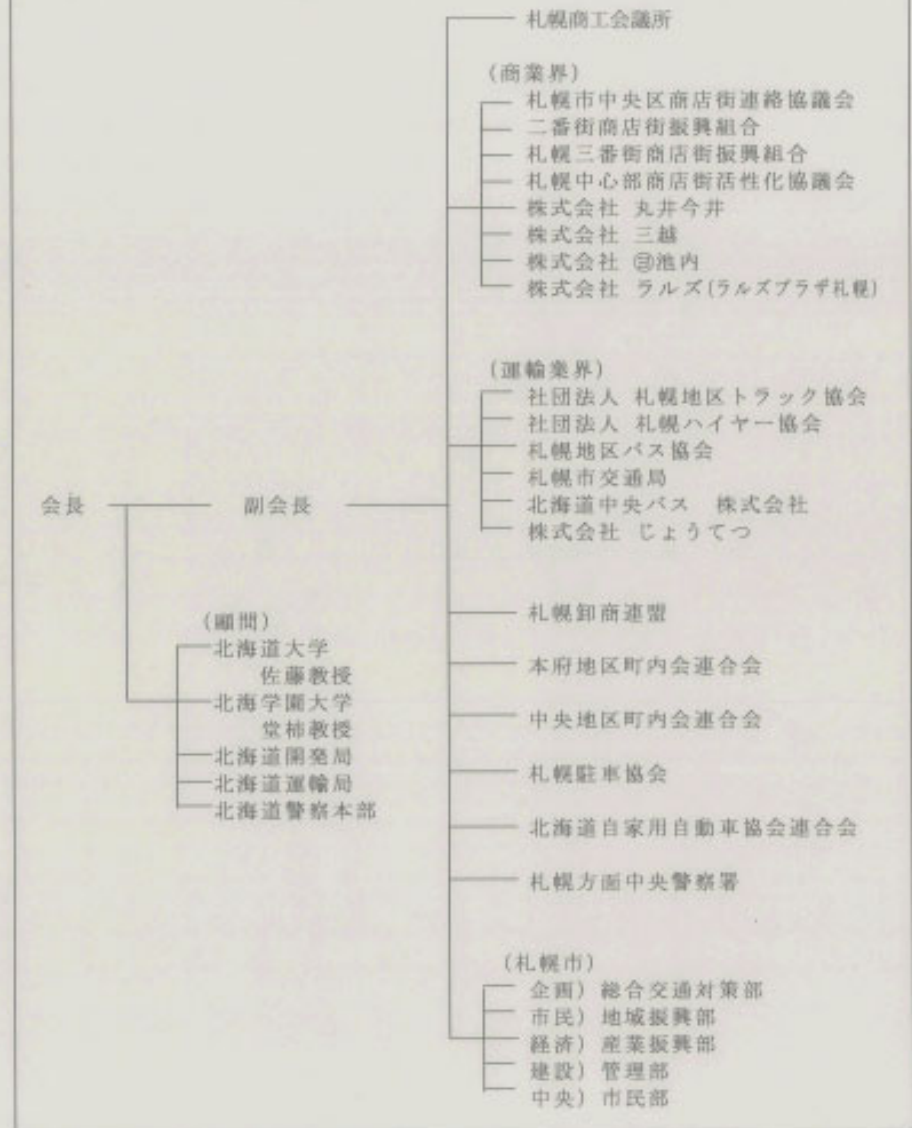 札幌商工会議所
(商業界)
札幌市中央区商店街連絡協議会
二番街商店街振興組合
札幌三番街商店街振興組合
札幌中心部商店街活性化協議会
株式会社 丸井今井
株式会社 三越
株式会社 池内
株式会社 ラルズ(ラルズプラザ札幌)
(運輸業界)
社団法人 札幌地区トラック協会
社団法人 札幌ハイヤー協会
札幌地区バス協会
札幌市交通局
北海道中央バス 株式会社
株式会社 じょうてつ
会長
副会長
(顧問)
北海道大学
佐藤教授
北海学園大学
堂柿教授
北海道開発局
北海道運輸局
北海道警察本部
札幌卸商連盟
本府地区町内会連合会
中央地区町内会連合会
札幌駐車協会
北海道自家用自動車協会連合会
札幌方面中央警察署
(札幌市)
企画) 総合交通対策部
市民) 地域振興部
経済) 産業振興部
建設) 管理部
中央) 市民部